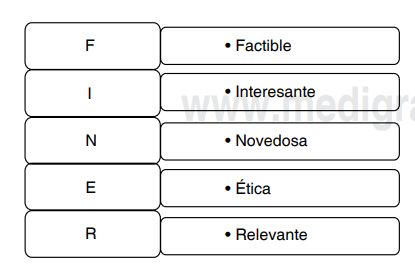 F • Factible
I • Interesante
www.medigra
N • Novedosa
E • Ética
R • Relevante